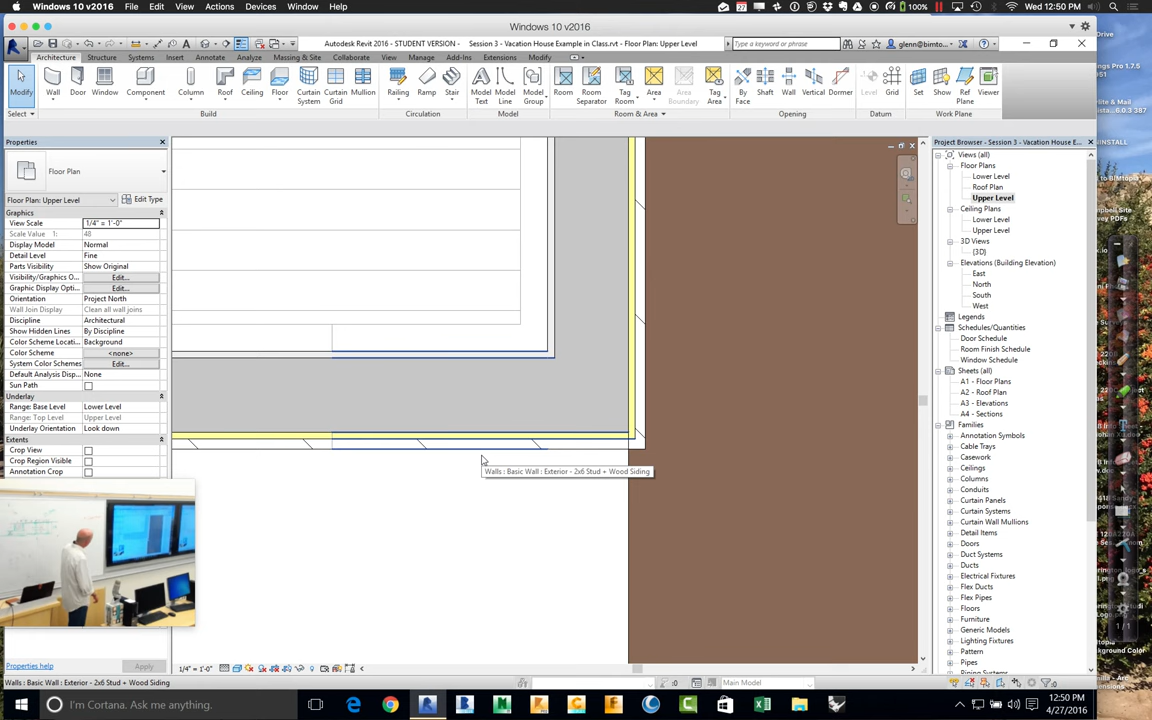 Windows 10 v2016 File Edit View Actions Devices Window Help 100% Wed 12:50 PM
Windows 10 v2016
Autodesk Revit 2016 - STUDENT VERSION - Session 3 - Vacation House Example in Class.rvt - Floor Plan: Upper Level Type a keyword or phrase glenn@bimto...
Architecture Structure Systems Insert Annotate Analyze Massing & Site Collaborate View Manage Add-Ins Extensions Modify
Modify Wall Door Window Component Column Roof Ceiling Floor Curtain System Curtain Grid Mullion Railing Ramp Stair Model Text Model Line Model Group Room Room Separator Tag Room Area Area Boundary Tag Area By Face Shaft Wall Vertical Dormer Level Grid Set Show Ref Plane Viewer
Select Build Circulation Model Room & Area Opening Datum Work Plane
Properties
Floor Plan
Floor Plan: Upper Level Edit Type
Graphics
View Scale 1/4" = 1'-0"
Scale Value 1: 48
Display Model Normal
Detail Level Fine
Parts Visibility Show Original
Visibility/Graphics O... Edit...
Graphic Display Opti... Edit...
Orientation Project North
Wall Join Display Clean all wall joins
Discipline Architectural
Show Hidden Lines By Discipline
Color Scheme Locati... Background
Color Scheme <none>
System Color Schemes Edit...
Default Analysis Disp... None
Sun Path
Underlay
Range: Base Level Lower Level
Range: Top Level Upper Level
Underlay Orientation Look down
Extents
Crop View
Crop Region Visible
Annotation Crop
Properties help Apply
Walls : Basic Wall : Exterior - 2x6 Stud + Wood Siding
Project Browser - Session 3 - Vacation House E...
Views (all)
Floor Plans
Lower Level
Roof Plan
Upper Level
Ceiling Plans
Lower Level
Upper Level
3D Views
{3D}
Elevations (Building Elevation)
East
North
South
West
Legends
Schedules/Quantities
Door Schedule
Room Finish Schedule
Window Schedule
Sheets (all)
A1 - Floor Plans
A2 - Roof Plan
A3 - Elevations
A4 - Sections
Families
Annotation Symbols
Cable Trays
Casework
Ceilings
Columns
Conduits
Curtain Panels
Curtain Systems
Curtain Wall Mullions
Detail Items
Doors
Duct Systems
Ducts
Electrical Fixtures
Flex Ducts
Flex Pipes
Floors
Furniture
Generic Models
Lighting Fixtures
Pattern
Pipes
1/4" = 1'-0"
Walls : Basic Wall : Exterior - 2x6 Stud + Wood Siding :0 Main Model :0
I'm Cortana. Ask me anything. 12:50 PM
4/27/2016
1 / 1